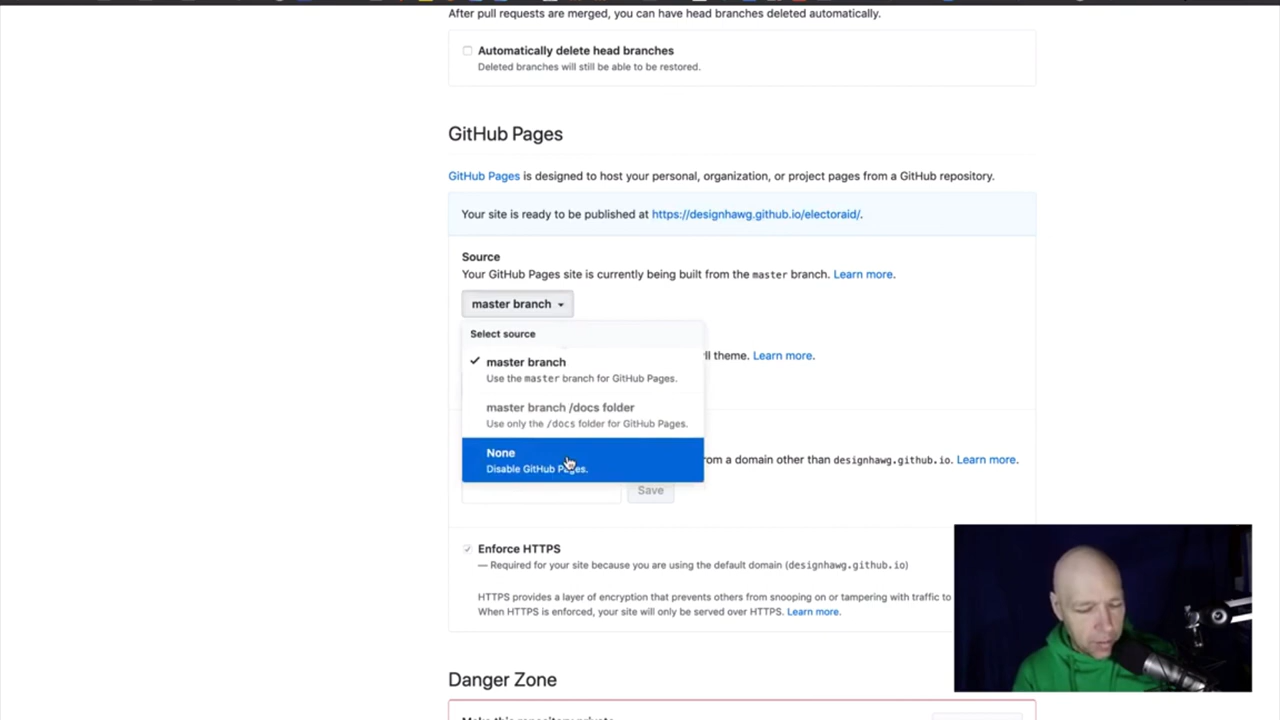 After pull requests are merged, you can have head branches deleted automatically.
Automatically delete head branches
Deleted branches will still be able to be restored.
GitHub Pages
GitHub Pages is designed to host your personal, organization, or project pages from a GitHub repository.
Your site is ready to be published at https://designhawg.github.io/electoraid/.
Source
Your GitHub Pages site is currently being built from the master branch. Learn more.
master branch
Select source
master branch
Use the master branch for GitHub Pages.
theme. Learn more.
master branch /docs folder
Use only the /docs folder for GitHub Pages.
None
Disable GitHub Pages.
from a domain other than designhawg.github.io. Learn more.
Save
Enforce HTTPS
— Required for your site because you are using the default domain (designhawg.github.io)
HTTPS provides a layer of encryption that prevents others from snooping on or tampering with traffic to
When HTTPS is enforced, your site will only be served over HTTPS. Learn more.
Danger Zone
Make this repository private